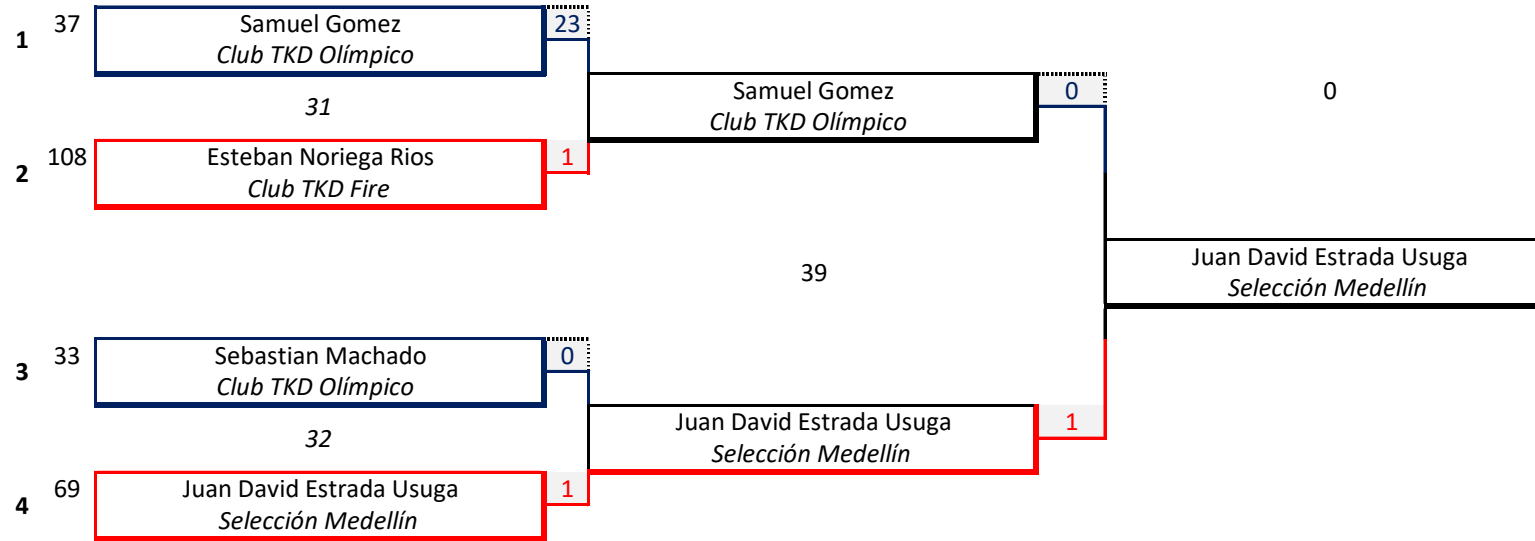 1 37 Samuel Gomez 23
Club TKD Olímpico
31
2 108 Esteban Noriega Rios 1
Club TKD Fire
Samuel Gomez 0
Club TKD Olímpico
0
39
Juan David Estrada Usuga
Selección Medellín
3 33 Sebastian Machado 0
Club TKD Olímpico
32
4 69 Juan David Estrada Usuga 1
Selección Medellín
Juan David Estrada Usuga 1
Selección Medellín